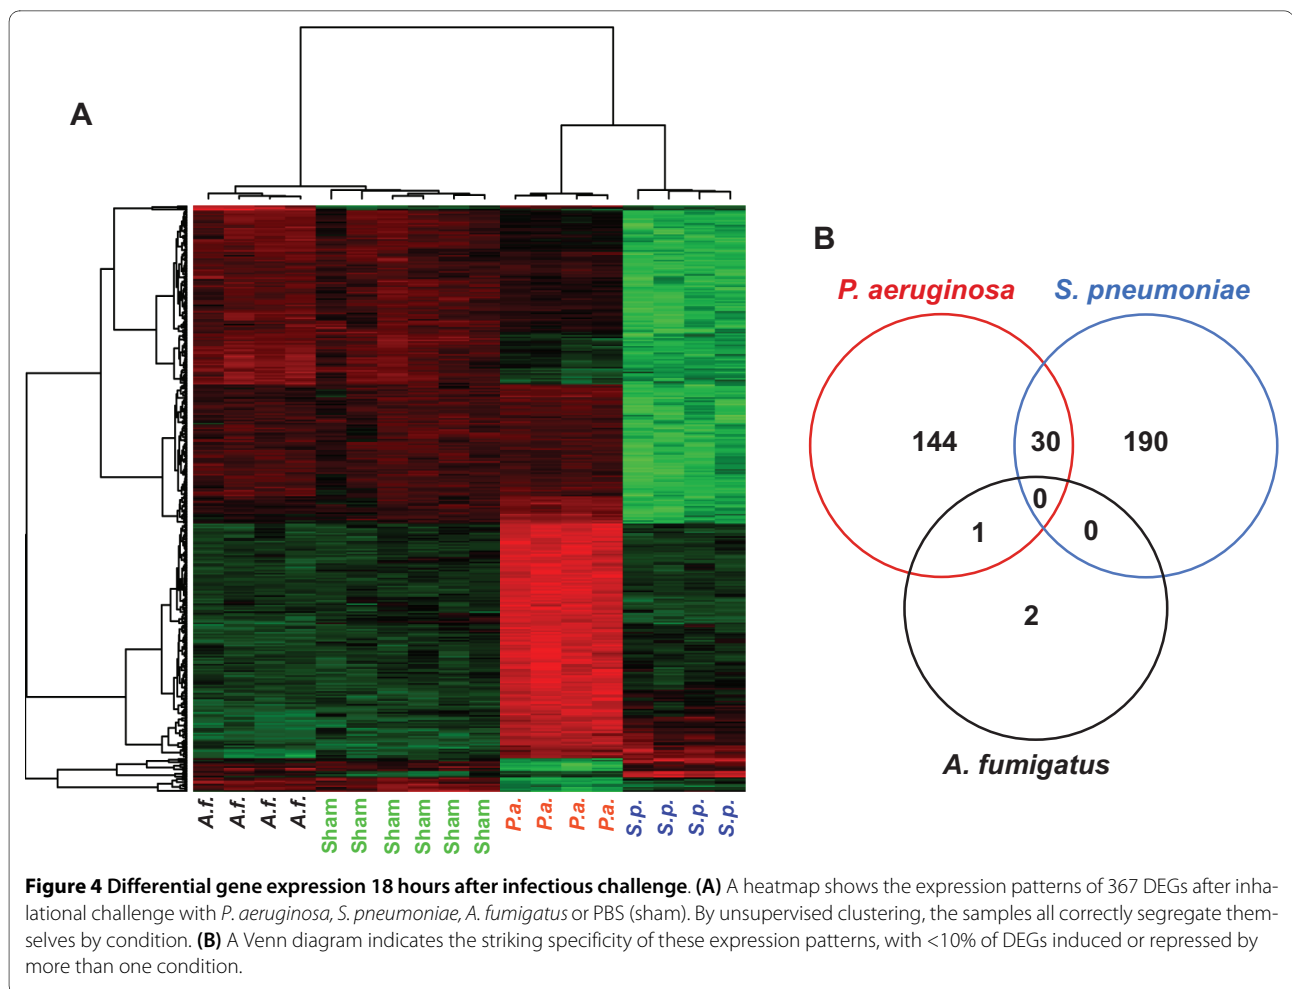 A
B
P. aeruginosa S. pneumoniae
144 30 190
0
1 0
2
A. fumigatus
A.f. A.f. A.f. A.f. Sham Sham Sham Sham Sham Sham P.a. P.a. P.a. P.a. S.p. S.p. S.p. S.p.
Figure 4 Differential gene expression 18 hours after infectious challenge. (A) A heatmap shows the expression patterns of 367 DEGs after inha-
lational challenge with P. aeruginosa, S. pneumoniae, A. fumigatus or PBS (sham). By unsupervised clustering, the samples all correctly segregate them-
selves by condition. (B) A Venn diagram indicates the striking specificity of these expression patterns, with <10% of DEGs induced or repressed by
more than one condition.